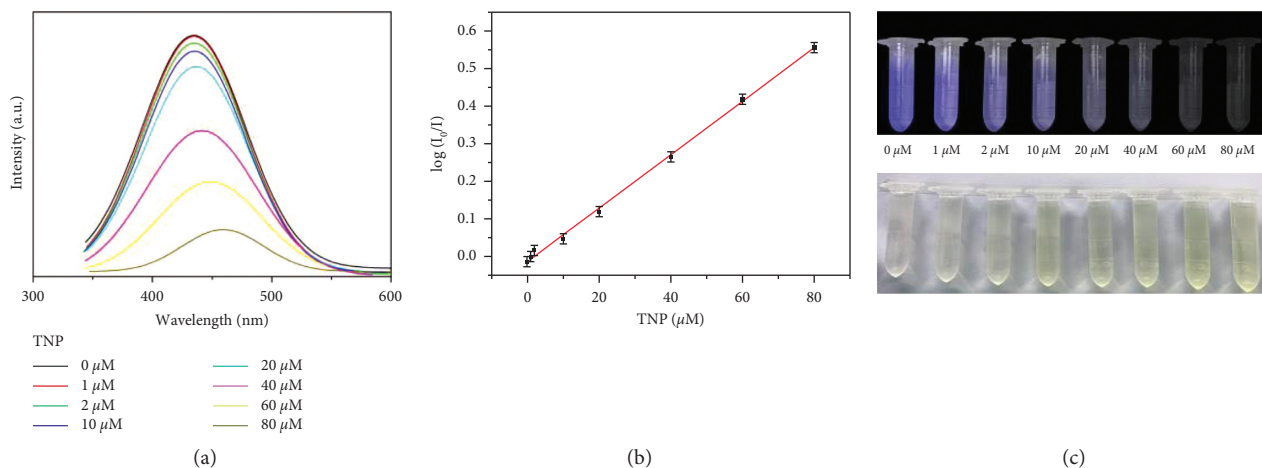 Intensity (a.u.)
300
400
500
600
Wavelength (nm)
TNP
0 µM
20 µM
1 µM
40 µM
2 µM
60 µM
10 µM
80 µM
(a)
log (I₀/I)
0.6
0.5
0.4
0.3
0.2
0.1
0.0
0
20
40
60
80
TNP (µM)
(b)
0 µM 1 µM 2 µM 10 µM 20 µM 40 µM 60 µM 80 µM
(c)